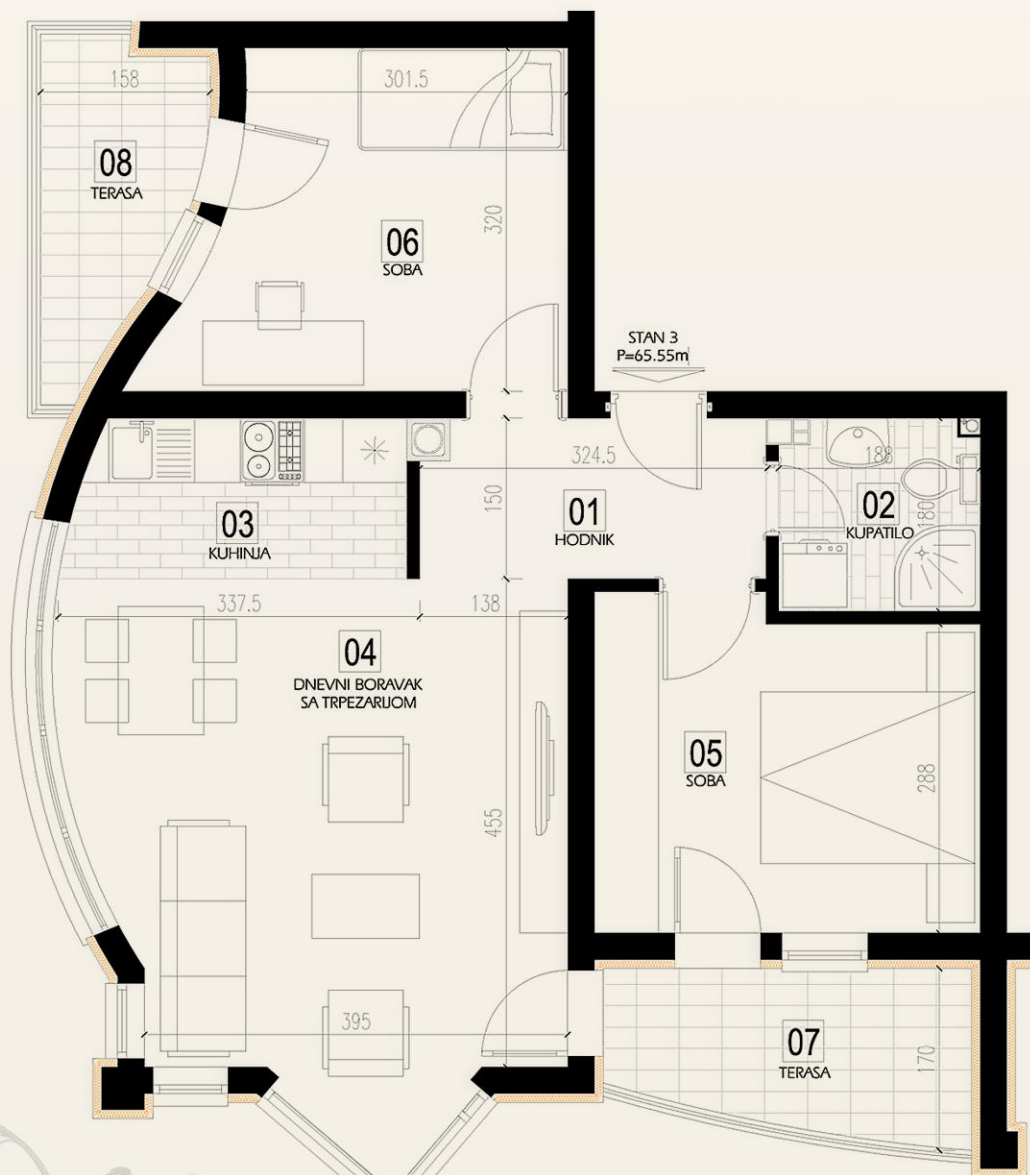 158
301.5
08
TERASA
320
06
SOBA
STAN 3
P=65.55m
324.5
188
150
01
HODNIK
02
KUPATILO
180
03
KUHINJA
337.5
138
04
DNEVNI BORAVAK
SA TRPEZARIJOM
05
SOBA
288
455
395
07
TERASA
170